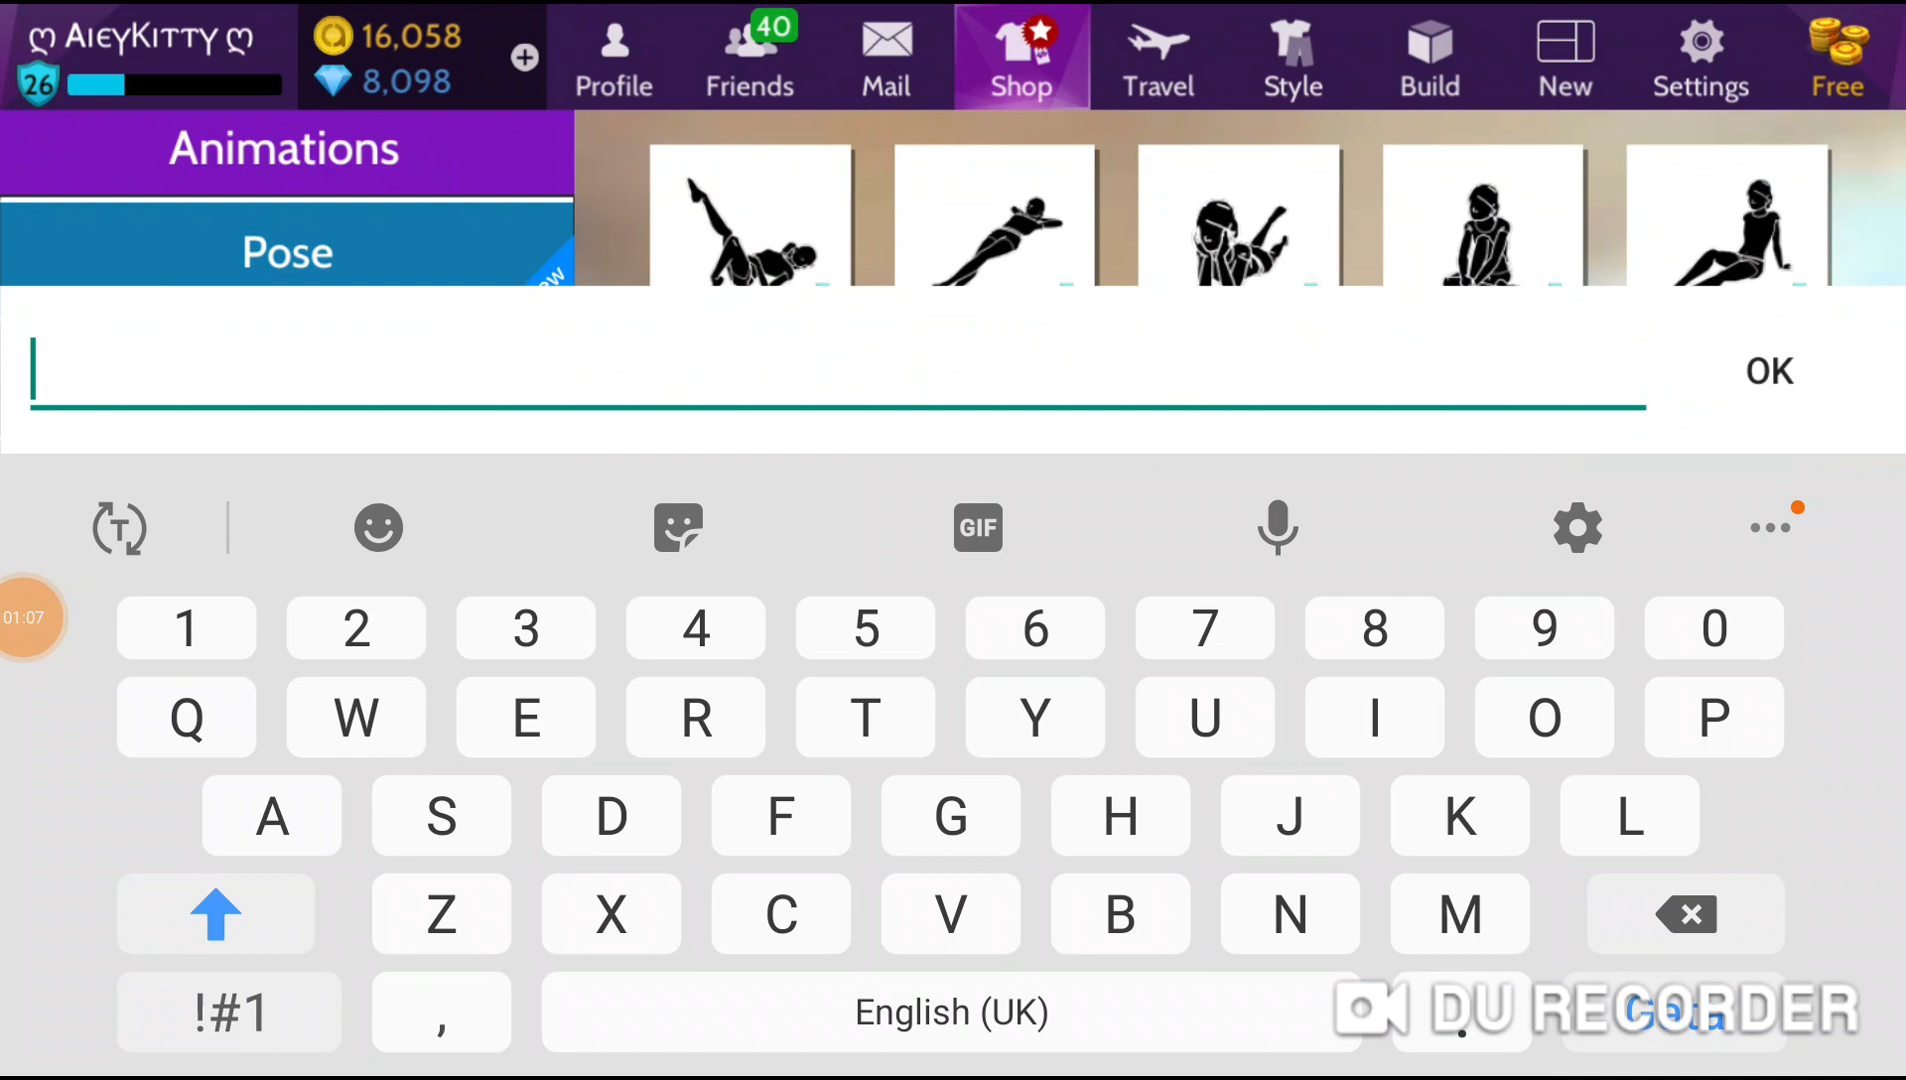 ღ AιєyKιттy ღ
26
16,058
8,098
Profile
40
Friends
Mail
Shop
Travel
Style
Build
New
Settings
Free
Animations
Pose
OK
T
GIF
01:07
1 2 3 4 5 6 7 8 9 0
Q W E R T Y U I O P
A S D F G H J K L
Z X C V B N M
!#1 , English (UK) .
DU RECORDER